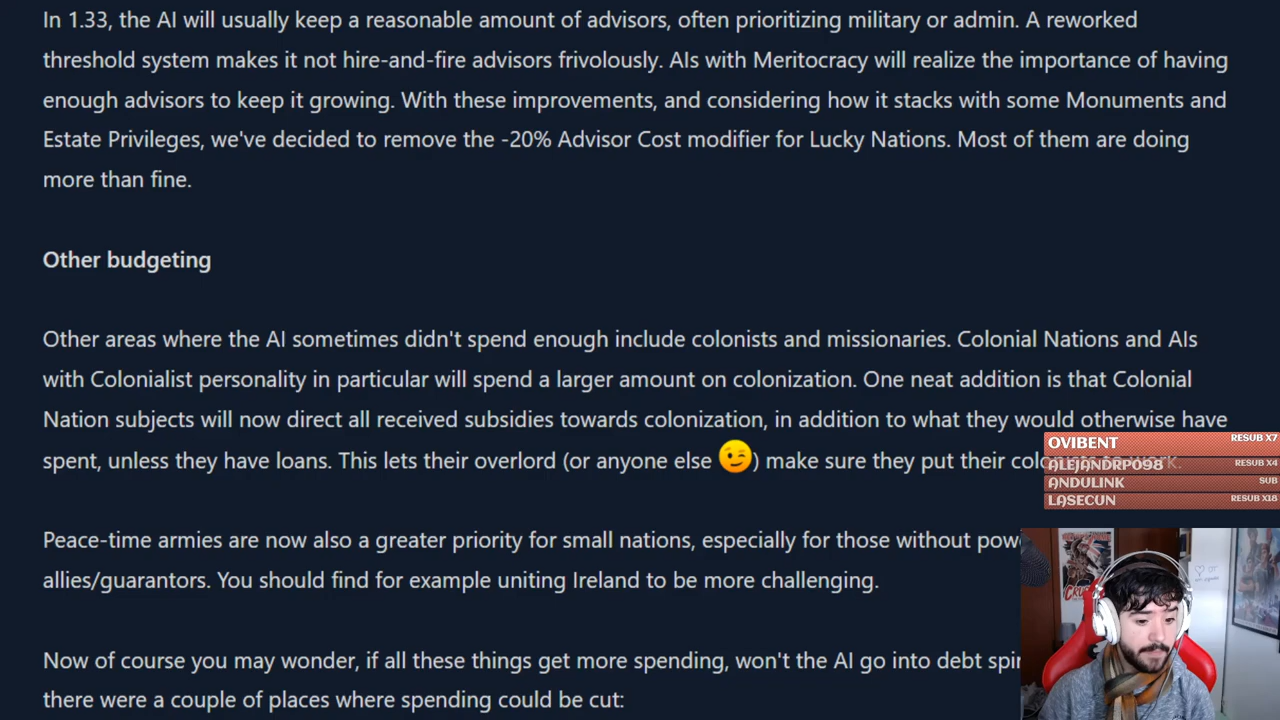 In 1.33, the AI will usually keep a reasonable amount of advisors, often prioritizing military or admin. A reworked
threshold system makes it not hire-and-fire advisors frivolously. AIs with Meritocracy will realize the importance of having
enough advisors to keep it growing. With these improvements, and considering how it stacks with some Monuments and
Estate Privileges, we've decided to remove the -20% Advisor Cost modifier for Lucky Nations. Most of them are doing
more than fine.
Other budgeting
Other areas where the AI sometimes didn't spend enough include colonists and missionaries. Colonial Nations and AIs
with Colonialist personality in particular will spend a larger amount on colonization. One neat addition is that Colonial
Nation subjects will now direct all received subsidies towards colonization, in addition to what they would otherwise have
spent, unless they have loans. This lets their overlord (or anyone else 😉) make sure they put their
OVIBENT RESUB X7
ALEJANDRP098 RESUB X4
ANDULINK SUB
LASECUN RESUB X18
Peace-time armies are now also a greater priority for small nations, especially for those without
allies/guarantors. You should find for example uniting Ireland to be more challenging.
Now of course you may wonder, if all these things get more spending, won't the AI go into debt
there were a couple of places where spending could be cut: